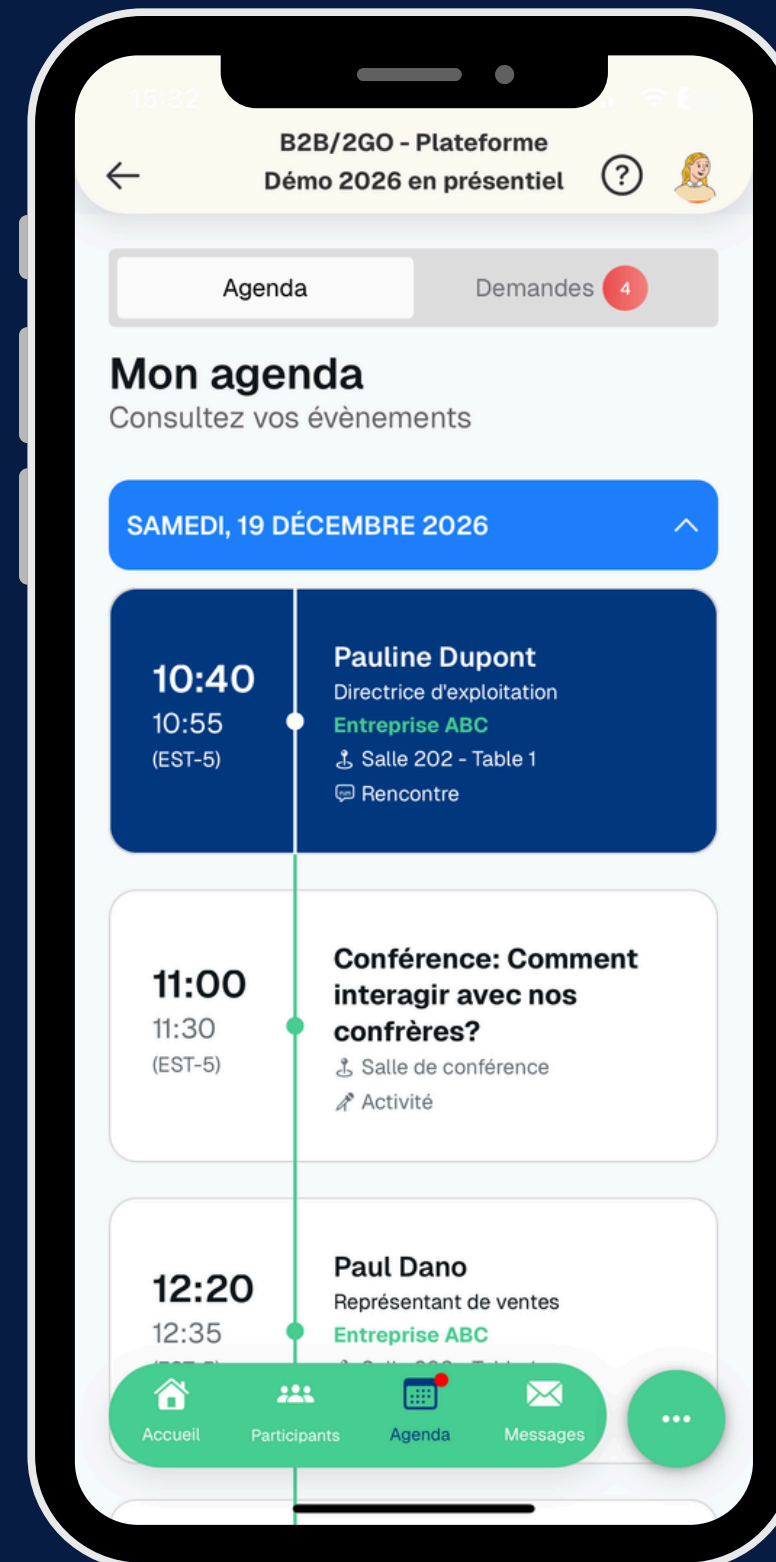 15:32
B2B/2GO - Plateforme
Démo 2026 en présentiel
Agenda
Demandes 4
Mon agenda
Consultez vos évènements
SAMEDI, 19 DÉCEMBRE 2026
10:40
10:55
(EST-5)
Pauline Dupont
Directrice d'exploitation
Entreprise ABC
Salle 202 - Table 1
Rencontre
11:00
11:30
(EST-5)
Conférence: Comment
interagir avec nos
confrères?
Salle de conférence
Activité
12:20
12:35
Paul Dano
Représentant de ventes
Entreprise ABC
Accueil
Participants
Agenda
Messages